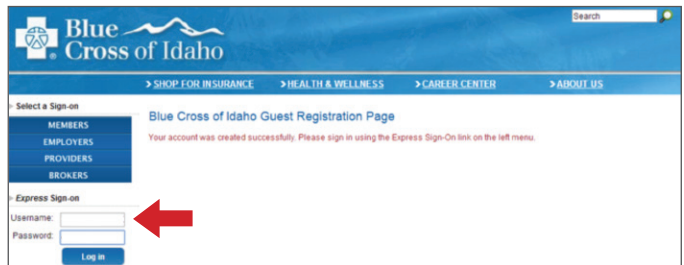 Search
Blue
Cross
of Idaho
> SHOP FOR INSURANCE > HEALTH & WELLNESS > CAREER CENTER > ABOUT US
Select a Sign-on
MEMBERS
EMPLOYERS
PROVIDERS
BROKERS
Blue Cross of Idaho Guest Registration Page
Your account was created successfully. Please sign in using the Express Sign-On link on the left menu.
Express Sign-on
Username:
Password:
Log in